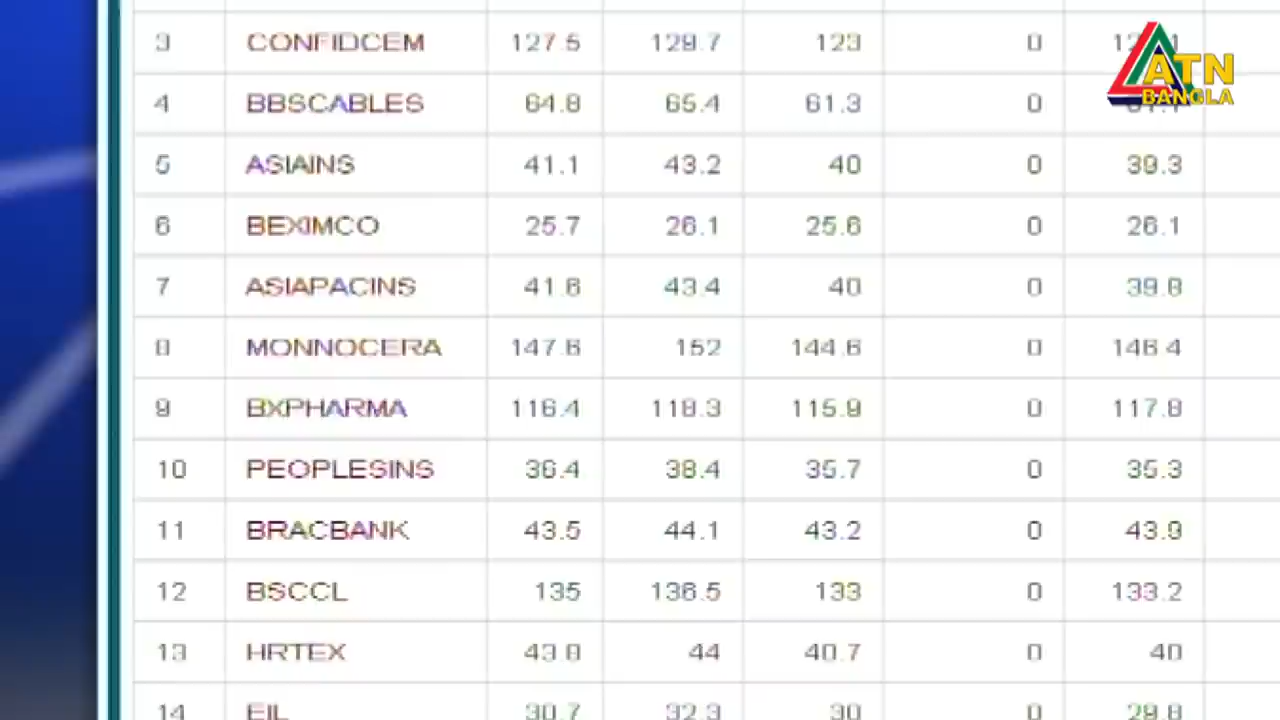 3 CONFIDCEM 127.5 129.7 123 0
ATN
BANGLA
4 BBSCABLES 64.8 65.4 61.3 0
5 ASIAINS 41.1 43.2 40 0 39.3
6 BEXIMCO 25.7 26.1 25.6 0 26.1
7 ASIAPACINS 41.6 43.4 40 0 39.8
8 MONNOCERA 147.6 152 144.6 0 146.4
9 BXPHARMA 116.4 118.3 115.9 0 117.8
10 PEOPLESINS 36.4 38.4 35.7 0 35.3
11 BRACBANK 43.5 44.1 43.2 0 43.9
12 BSCCL 135 136.5 133 0 133.2
13 HRTEX 43.8 44 40.7 0 40
14 EIL 30.7 32.3 30 0 29.8